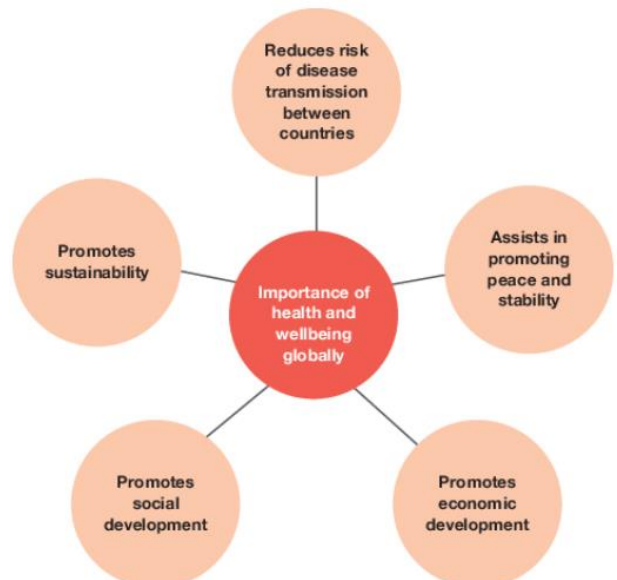 Reduces risk
of disease
transmission
between
countries
Promotes
sustainability
Assists in
promoting
peace and
stability
Importance of
health and
wellbeing
globally
Promotes
social
development
Promotes
economic
development